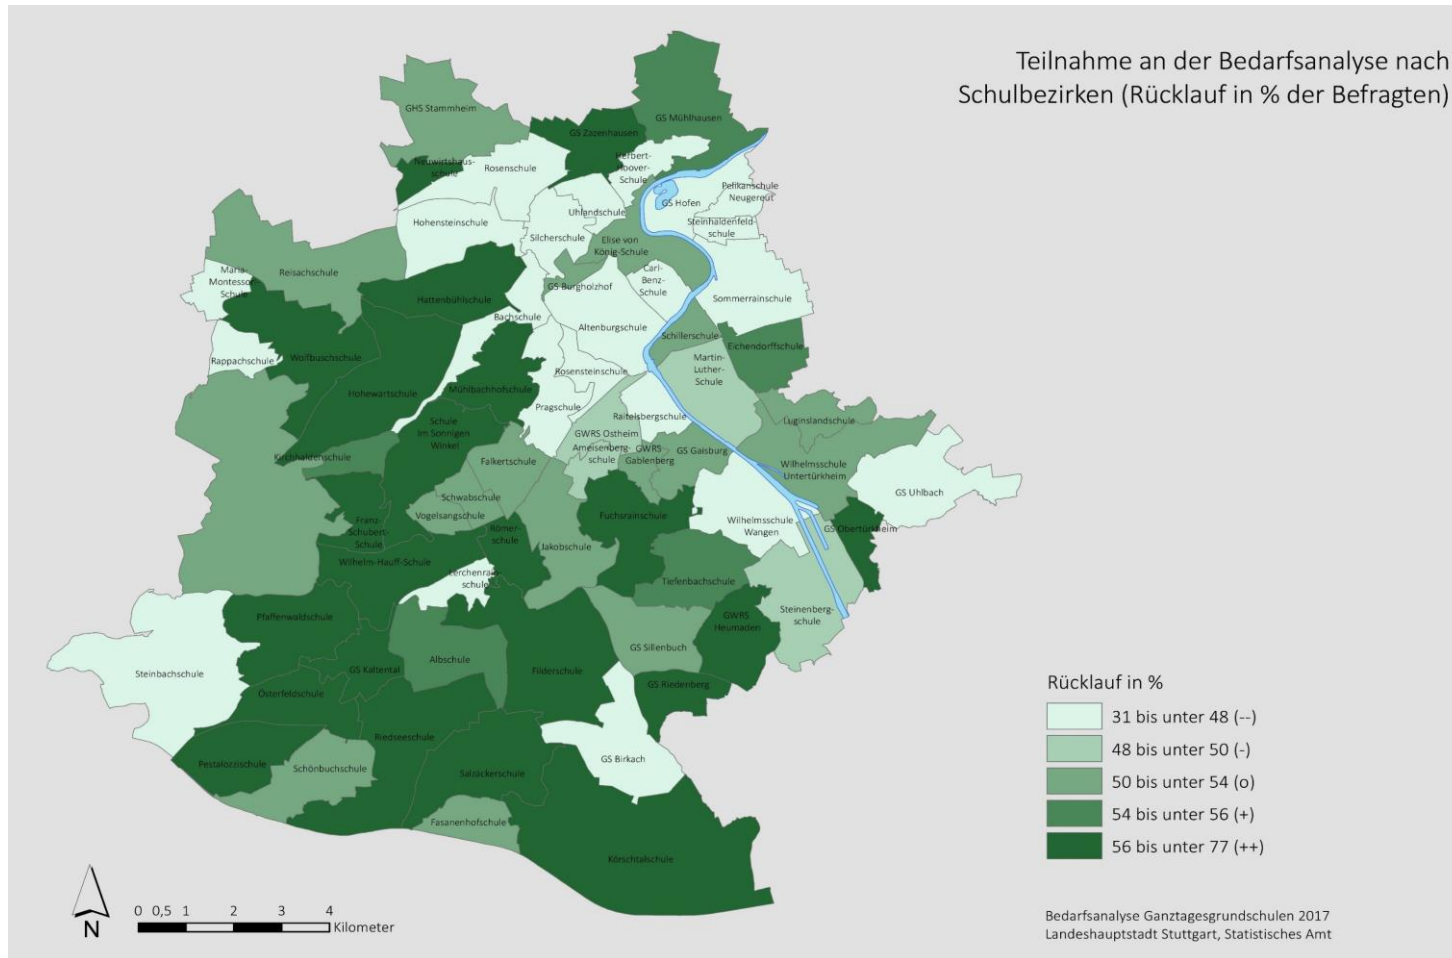 Teilnahme an der Bedarfsanalyse nach
Schulbezirken (Rücklauf in % der Befragten)
GHS Stammheim
GS Mühlhausen
GS Zazenhausen
Neuwirtshaus-
schule
Rosenschule
Herbert-
Hoover-
Schule
Pelikanschule
Neugereut
GS Hofen
Uhlandschule
Hohensteinschule
Silcherschule
Steinhaldenfeld-
schule
Elise von
König-Schule
Maria-
Montessori-
Schule
Reisachschule
Carl-
Benz-
Schule
GS Burgholzhof
Hattenbühlschule
Sommerrainschule
Bachschule
Altenburgschule
Schillerschule
Eichendorffschule
Rappachschule
Wolfbuschschule
Martin-
Luther-
Schule
Rosensteinschule
Hohewartschule
Mühlbachhofschule
Pragschule
Raitelsbergschule
Schule
Im Sonnigen
Winkel
Luginslandschule
GWRS Ostheim
Kirchhaldenschule
Falkertschule
Ameisenberg-
schule
GWRS
Gablenberg
GS Gaisburg
Wilhelmsschule
Untertürkheim
GS Uhlbach
Schwabschule
Vogelsangschule
Fuchsrainschule
Franz-
Schubert-
Schule
Römer-
schule
Wilhelmsschule
Wangen
GS Obertürkheim
Jakobschule
Wilhelm-Hauff-Schule
Lerchenrain-
schule
Tiefenbachschule
Pfaffenwaldschule
Steinenberg-
schule
GWRS
Heumaden
GS Sillenbuch
Steinbachschule
GS Kaltental
Albschule
Filderschule
GS Riedenberg
Österfeldschule
Riedseeschule
Pestalozzischule
Schönbuchschule
Salzäckerschule
GS Birkach
Fasanenhofschule
Körschtalschule
Rücklauf in %
31 bis unter 48 (--)
48 bis unter 50 (-)
50 bis unter 54 (o)
54 bis unter 56 (+)
56 bis unter 77 (++)
N
0 0,5 1 2 3 4
Kilometer
Bedarfsanalyse Ganztagesgrundschulen 2017
Landeshauptstadt Stuttgart, Statistisches Amt